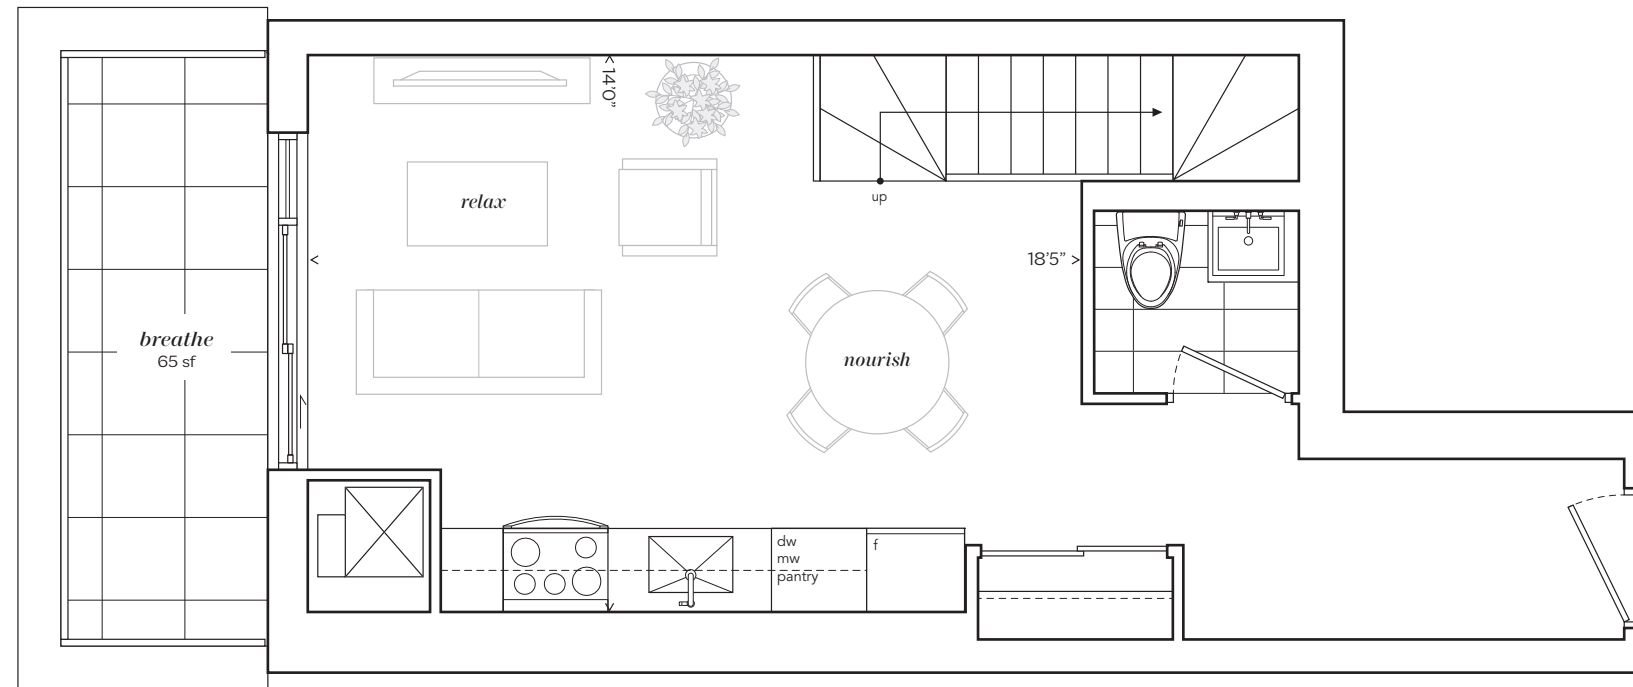 14'0"
relax
up
18'5"
breathe
65 sf
nourish
dw
mw
pantry
f